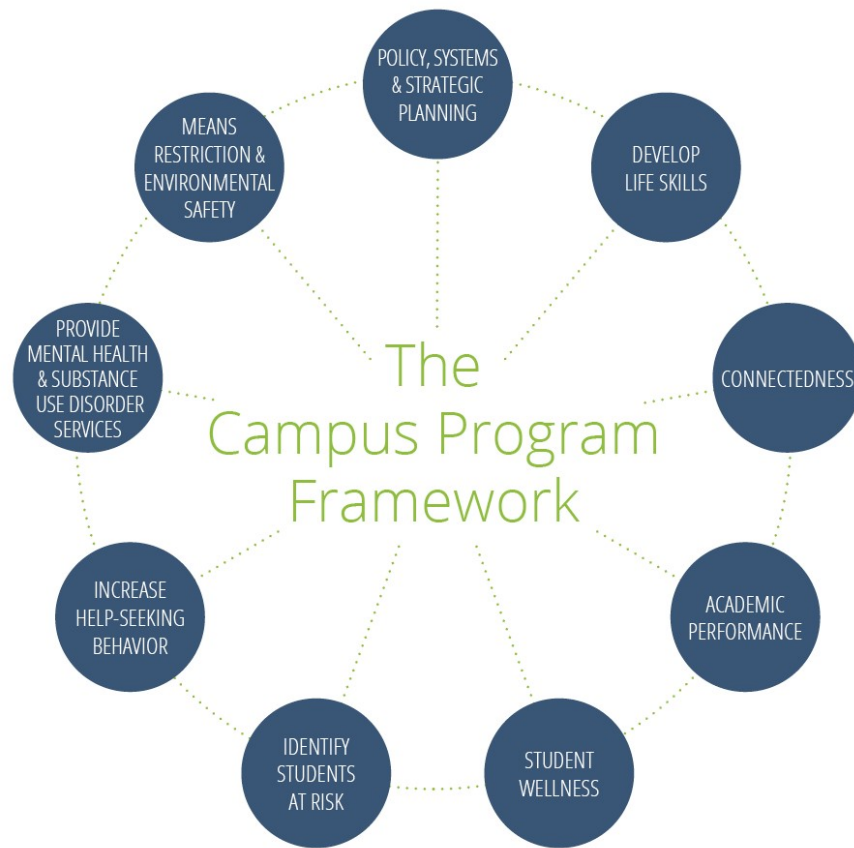 POLICY, SYSTEMS
& STRATEGIC
PLANNING
DEVELOP
LIFE SKILLS
CONNECTEDNESS
ACADEMIC
PERFORMANCE
STUDENT
WELLNESS
IDENTIFY
STUDENTS
AT RISK
INCREASE
HELP-SEEKING
BEHAVIOR
PROVIDE
MENTAL HEALTH
& SUBSTANCE
USE DISORDER
SERVICES
MEANS
RESTRICTION &
ENVIRONMENTAL
SAFETY
The
Campus Program
Framework